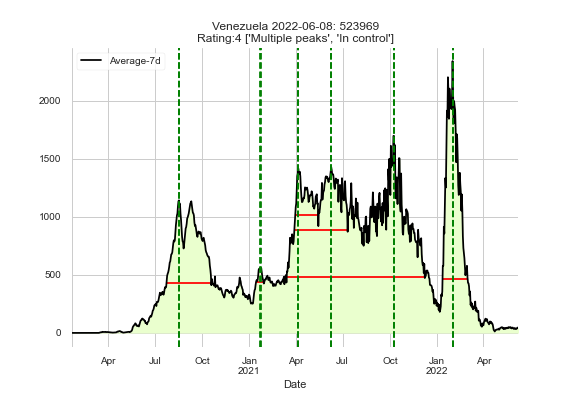 Venezuela 2022-06-08: 523969
Rating:4 ['Multiple peaks', 'In control']
Average-7d
2000
1500
1000
500
0
Apr Jul Oct Jan Apr Jul Oct Jan Apr
2021 2022
Date